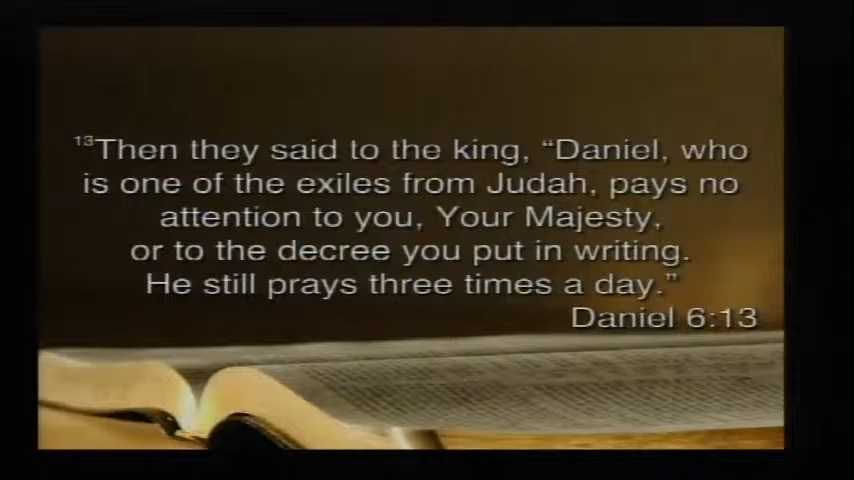 ¹³Then they said to the king, “Daniel, who
is one of the exiles from Judah, pays no
attention to you, Your Majesty,
or to the decree you put in writing.
He still prays three times a day.”
Daniel 6:13